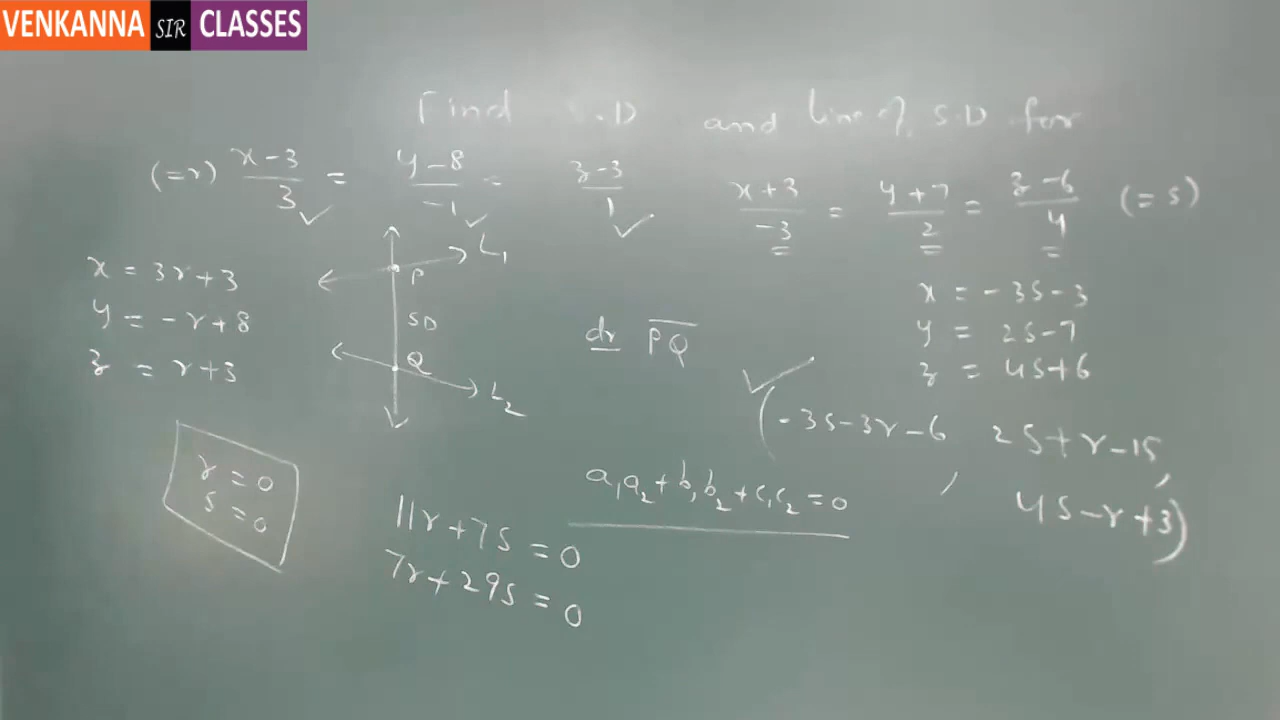 VENKANNA SIR CLASSES
Find S.D and line of S.D for
(=r) x-3/3 = y-8/-1 = z-3/1
x+3/-3 = y+7/2 = z-6/4 (=s)
x = 3r+3
y = -r+8
z = r+3
L₁
P
SD
Q
L₂
dr PQ
x = -3s-3
y = 2s-7
z = 4s+6
(-3s-3r-6, 2s+r-15,
4s-r+3)
a₁a₂+b₁b₂+c₁c₂=0
r=0
s=0
11r+7s=0
7r+29s=0